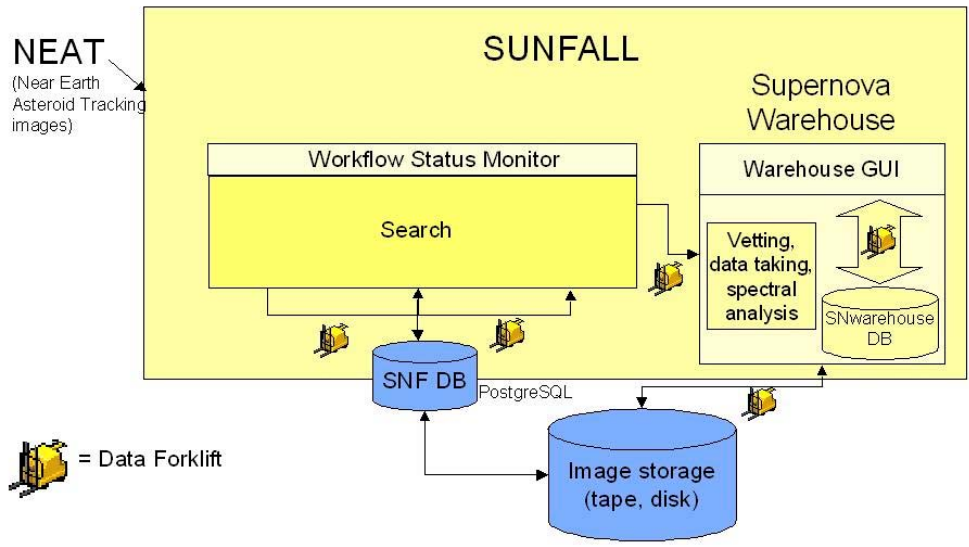 NEAT
(Near Earth
Asteroid Tracking
images)
SUNFALL
Supernova
Warehouse
Workflow Status Monitor
Search
Warehouse GUI
Vetting,
data taking,
spectral
analysis
SNwarehouse
DB
SNF DB
PostgreSQL
Image storage
(tape, disk)
= Data Forklift